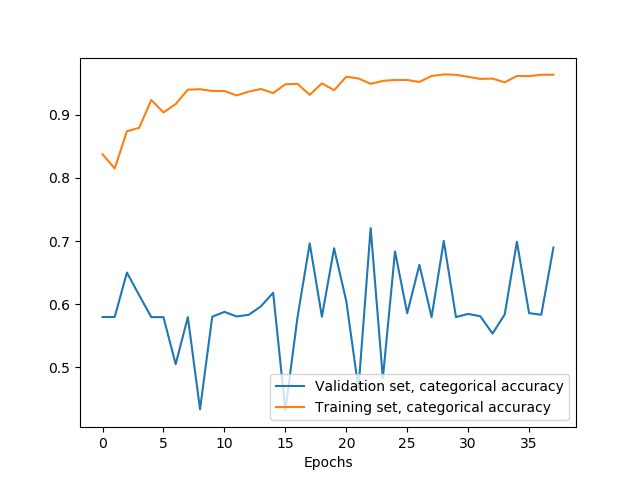 0.9
0.8
0.7
0.6
0.5
Validation set, categorical accuracy
Training set, categorical accuracy
0 5 10 15 20 25 30 35
Epochs